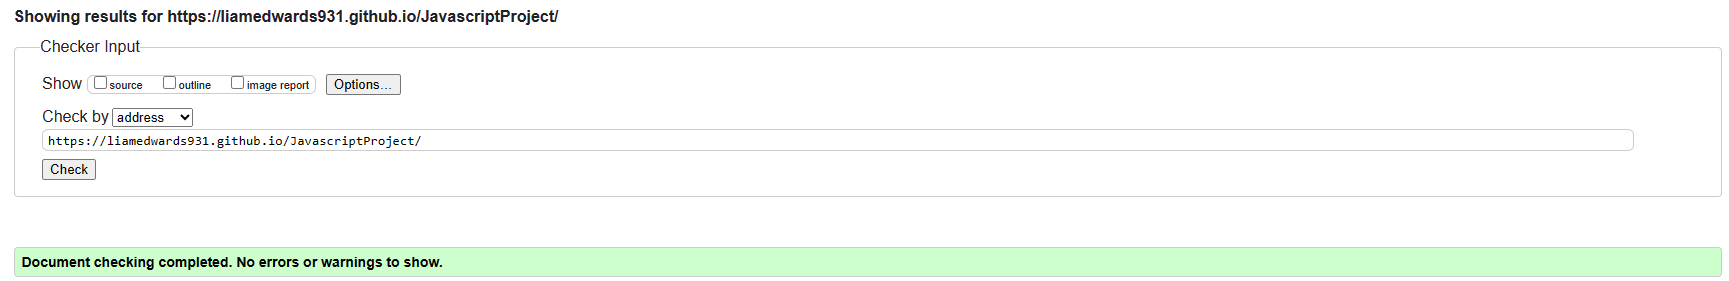 Showing results for https://liamedwards931.github.io/JavascriptProject/
Checker Input
Show source outline image report Options...
Check by address
https://liamedwards931.github.io/JavascriptProject/
Check
Document checking completed. No errors or warnings to show.